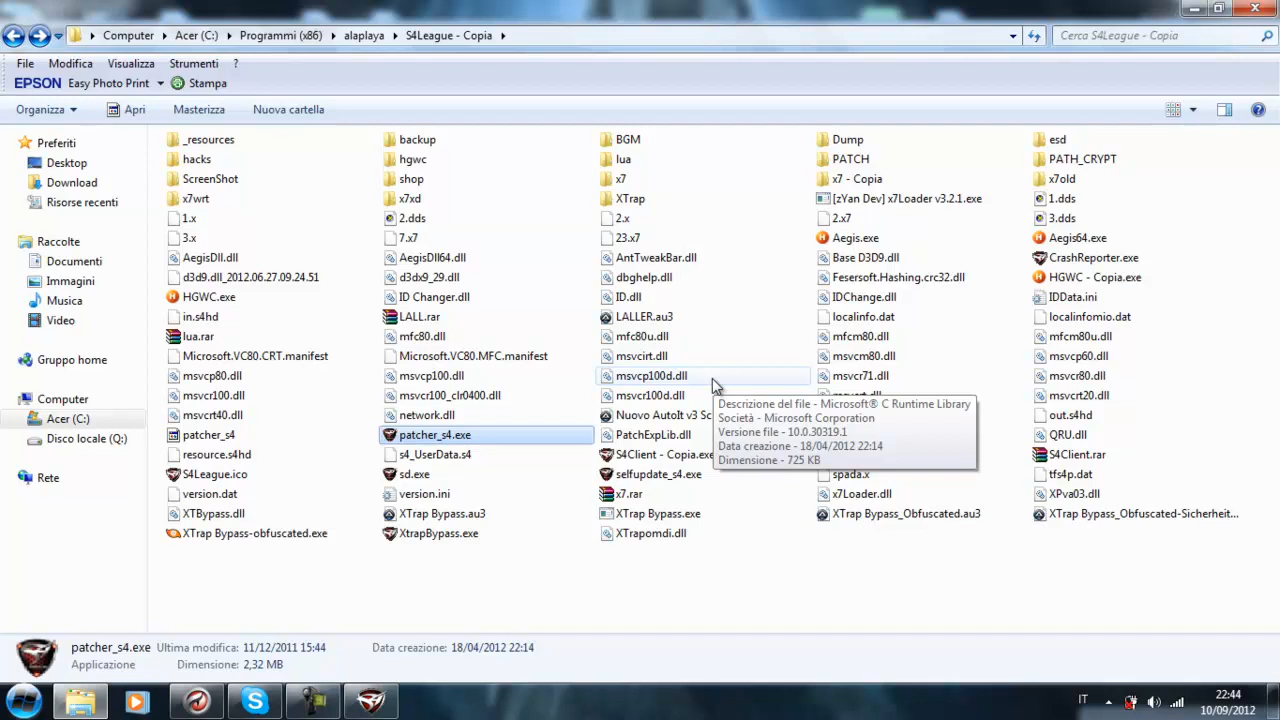 Computer Acer (C:) Programmi (x86) alaplaya S4League - Copia
Cerca S4League - Copia
File Modifica Visualizza Strumenti ?
EPSON Easy Photo Print Stampa
Organizza Apri Masterizza Nuova cartella
Preferiti
Desktop
Download
Risorse recenti
Raccolte
Documenti
Immagini
Musica
Video
Gruppo home
Computer
Acer (C:)
Disco locale (Q:)
Rete
_resources backup BGM Dump esd
hacks hgwc lua PATCH PATH_CRYPT
ScreenShot shop x7 x7 - Copia x7old
x7wrt x7xd XTrap [zYan Dev] x7Loader v3.2.1.exe 1.dds
1.x 2.dds 2.x 2.x7 3.dds
3.x 7.x7 23.x7 Aegis.exe Aegis64.exe
AegisDll.dll AegisDll64.dll AntTweakBar.dll Base D3D9.dll CrashReporter.exe
d3d9.dll_2012.06.27.09.24.51 d3dx9_29.dll dbghelp.dll Fesersoft.Hashing.crc32.dll HGWC - Copia.exe
HGWC.exe ID Changer.dll ID.dll IDChange.dll IDData.ini
in.s4hd LALL.rar LALLER.au3 localinfo.dat localinfomio.dat
lua.rar mfc80.dll mfc80u.dll mfcm80.dll mfcm80u.dll
Microsoft.VC80.CRT.manifest Microsoft.VC80.MFC.manifest msvcirt.dll msvcm80.dll msvcp60.dll
msvcp80.dll msvcp100.dll msvcp100d.dll msvcr71.dll msvcr80.dll
msvcr100.dll msvcr100_clr0400.dll msvcr100d.dll msvcrt.dll msvcrt20.dll
msvcrt40.dll network.dll Nuovo AutoIt v3 Sc out.s4hd
patcher_s4 patcher_s4.exe PatchExpLib.dll QRU.dll
resource.s4hd s4_UserData.s4 S4Client - Copia.exe S4Client.rar
S4League.ico sd.exe selfupdate_s4.exe spada.x tfs4p.dat
version.dat version.ini x7.rar x7Loader.dll XPva03.dll
XTBypass.dll XTrap Bypass.au3 XTrap Bypass.exe XTrap Bypass_Obfuscated.au3 XTrap Bypass_Obfuscated-Sicherheit...
XTrap Bypass-obfuscated.exe XtrapBypass.exe XTrapomdi.dll
Descrizione del file - Microsoft® C Runtime Library
Società - Microsoft Corporation
Versione file - 10.0.30319.1
Data creazione - 18/04/2012 22:14
Dimensione - 725 KB
patcher_s4.exe Ultima modifica: 11/12/2011 15:44 Data creazione: 18/04/2012 22:14
Applicazione Dimensione: 2,32 MB
IT
22:44
10/09/2012